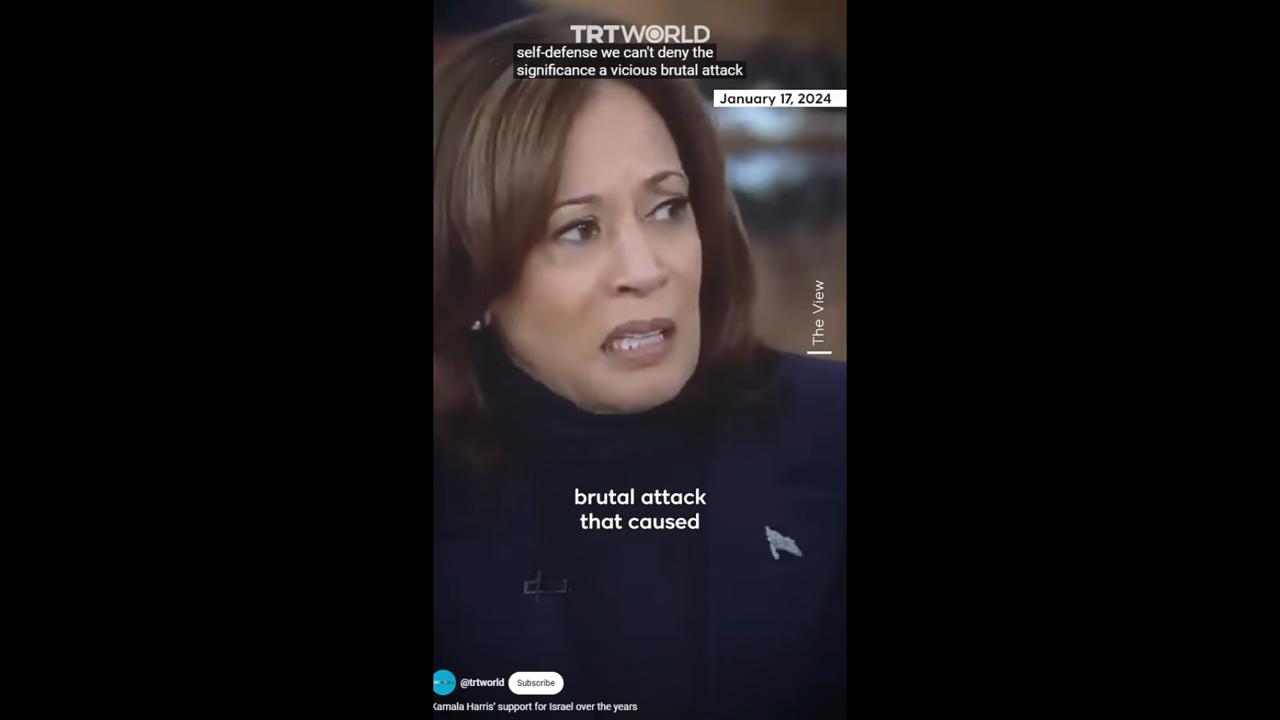 TRTWORLD
self-defense we can't deny the
significance a vicious brutal attack
January 17, 2024
The View
brutal attack
that caused
@trtworld
Subscribe
Kamala Harris' support for Israel over the years